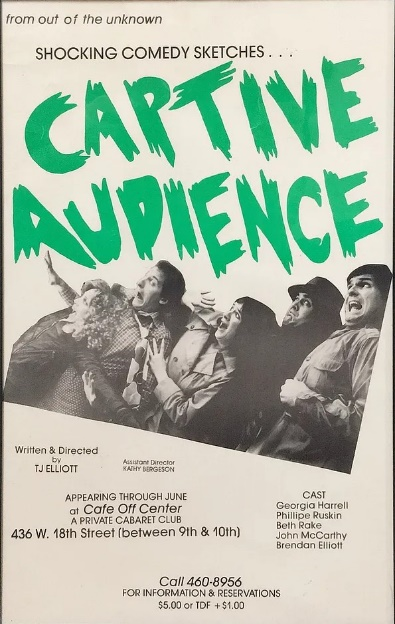 from out of the unknown
SHOCKING COMEDY SKETCHES . . .
CAPTIVE
AUDIENCE
Written & Directed
by
TJ ELLIOTT
Assistant Director
KATHY BERGESON
APPEARING THROUGH JUNE
at Cafe Off Center
A PRIVATE CABARET CLUB
436 W. 18th Street (between 9th & 10th)
CAST
Georgia Harrell
Phillipe Ruskin
Beth Rake
John McCarthy
Brendan Elliott
Call 460-8956
FOR INFORMATION & RESERVATIONS
$5.00 or TDF + $1.00